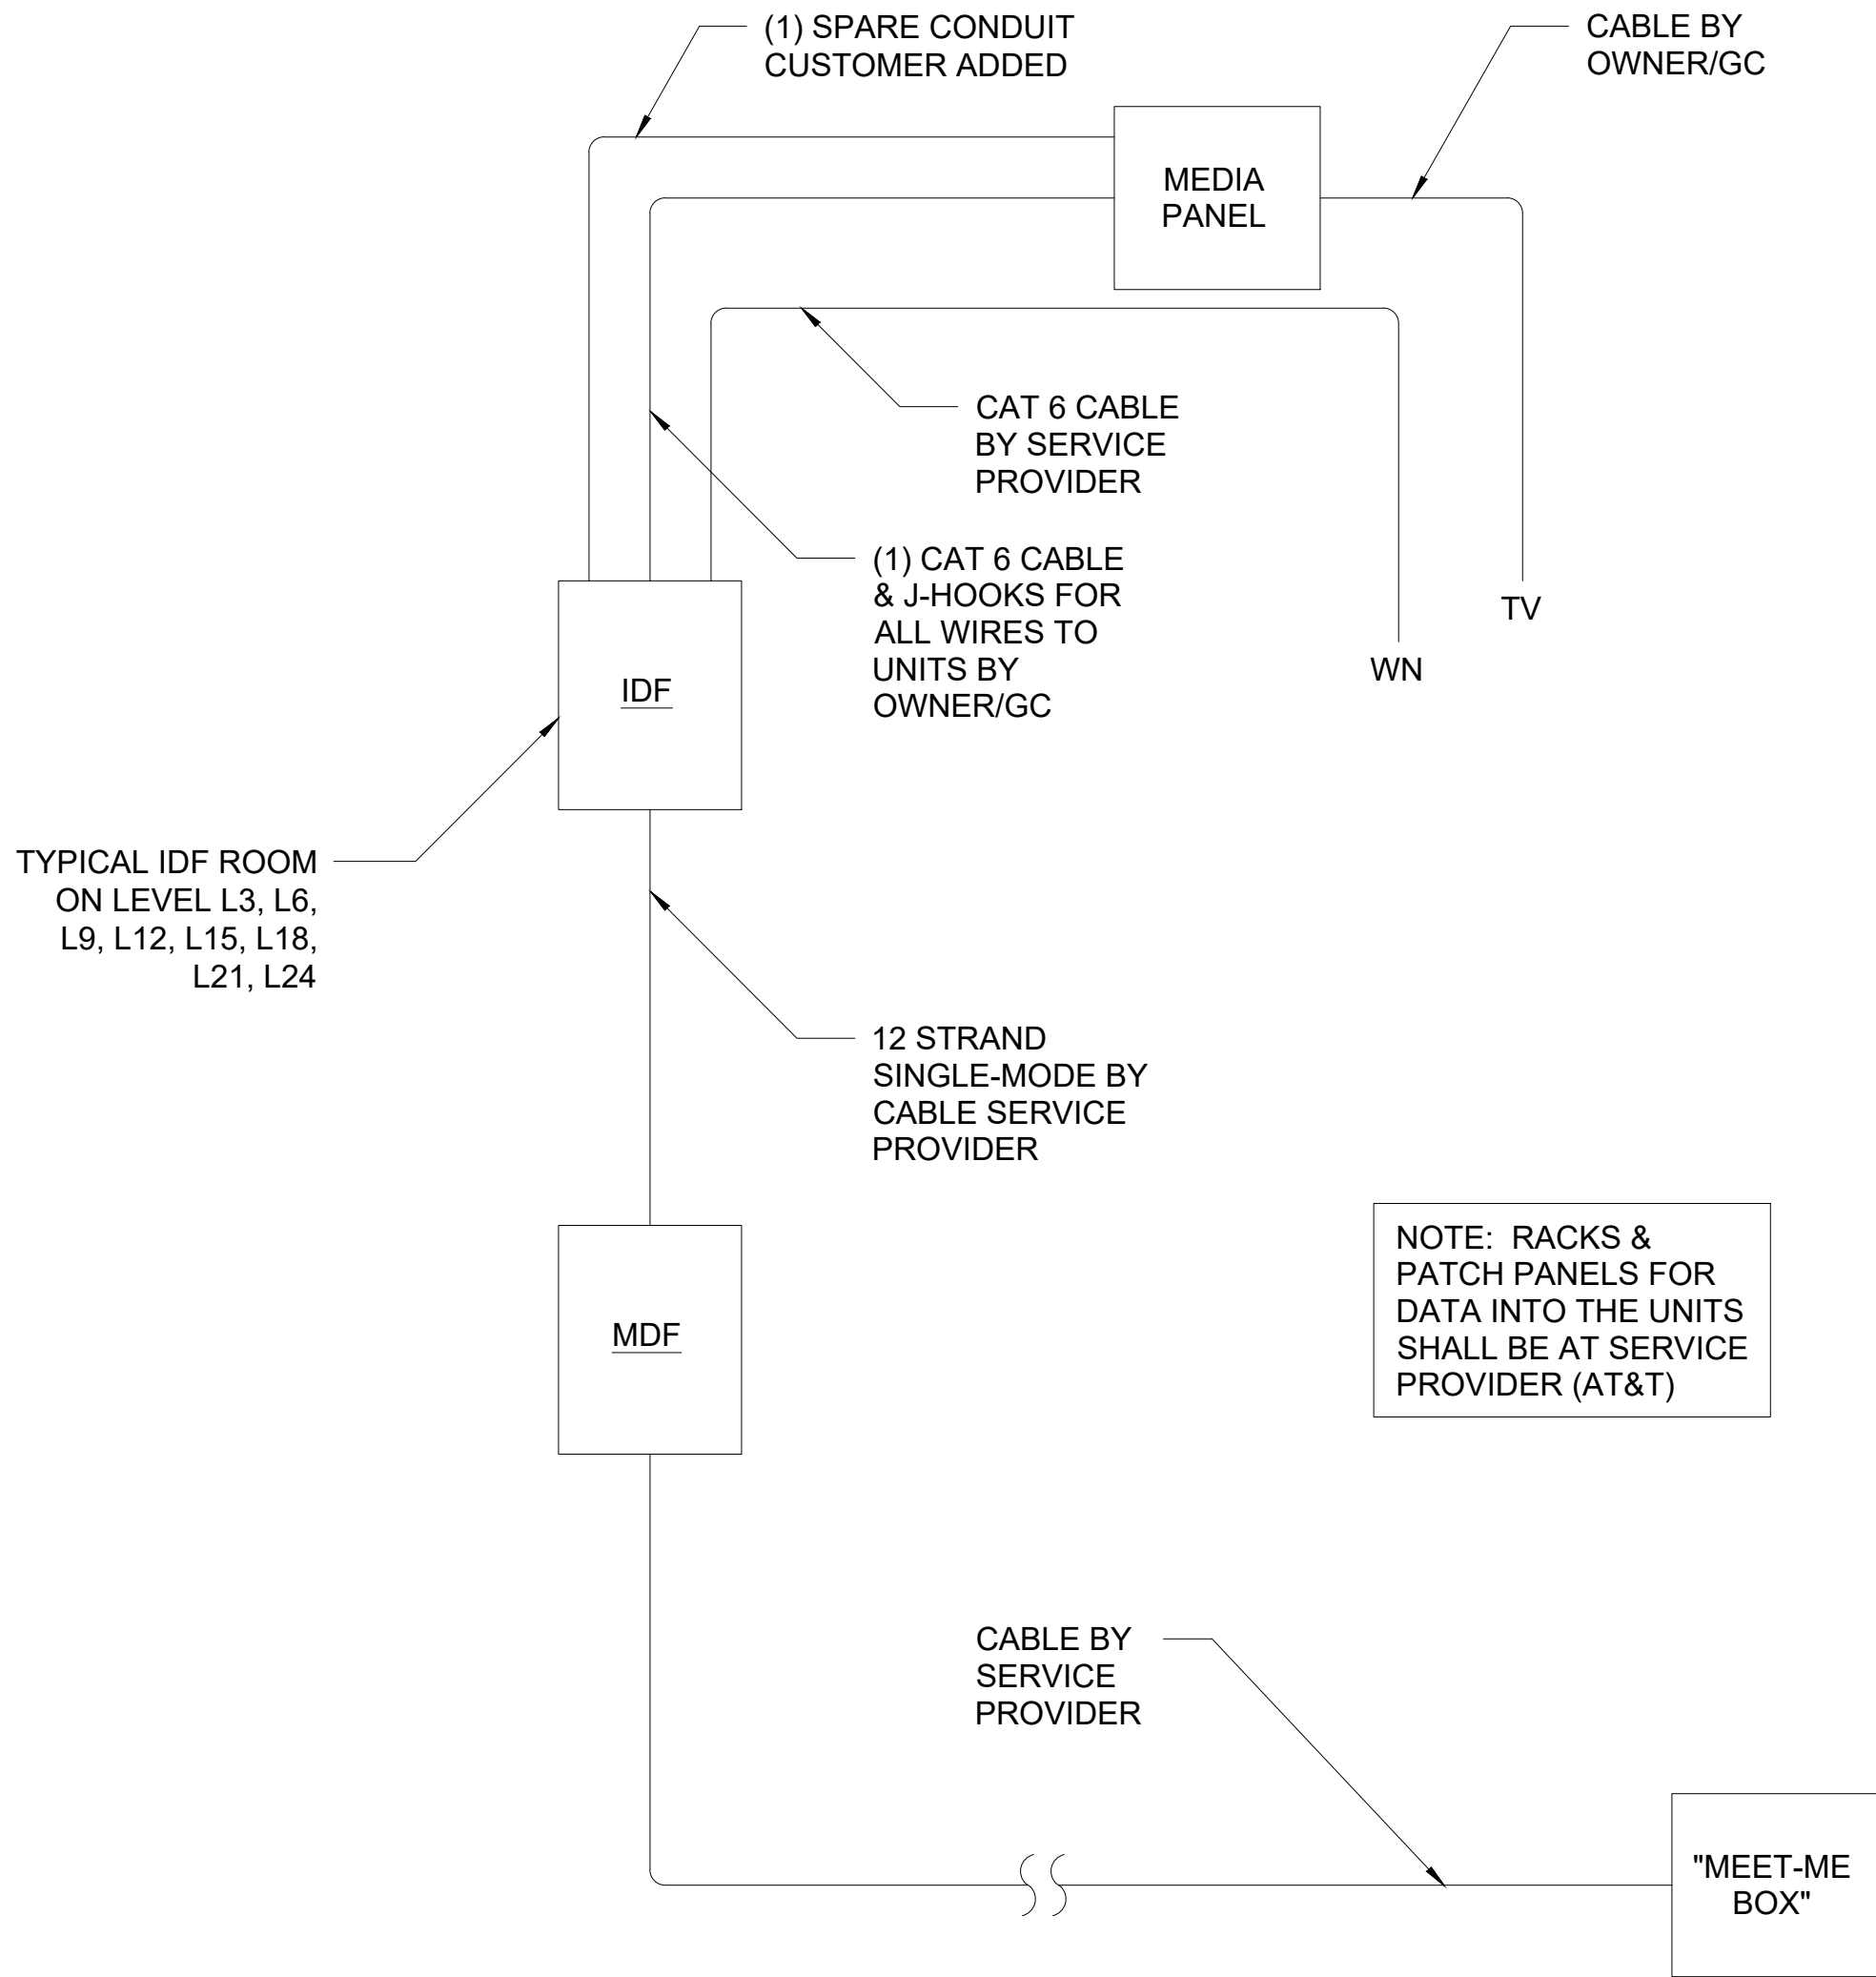 (1) SPARE CONDUIT
CUSTOMER ADDED
CABLE BY
OWNER/GC
MEDIA
PANEL
CAT 6 CABLE
BY SERVICE
PROVIDER
(1) CAT 6 CABLE
& J-HOOKS FOR
ALL WIRES TO
UNITS BY
OWNER/GC
TV
WN
IDF
TYPICAL IDF ROOM
ON LEVEL L3, L6,
L9, L12, L15, L18,
L21, L24
12 STRAND
SINGLE-MODE BY
CABLE SERVICE
PROVIDER
NOTE: RACKS &
PATCH PANELS FOR
DATA INTO THE UNITS
SHALL BE AT SERVICE
PROVIDER (AT&T)
MDF
CABLE BY
SERVICE
PROVIDER
"MEET-ME
BOX"